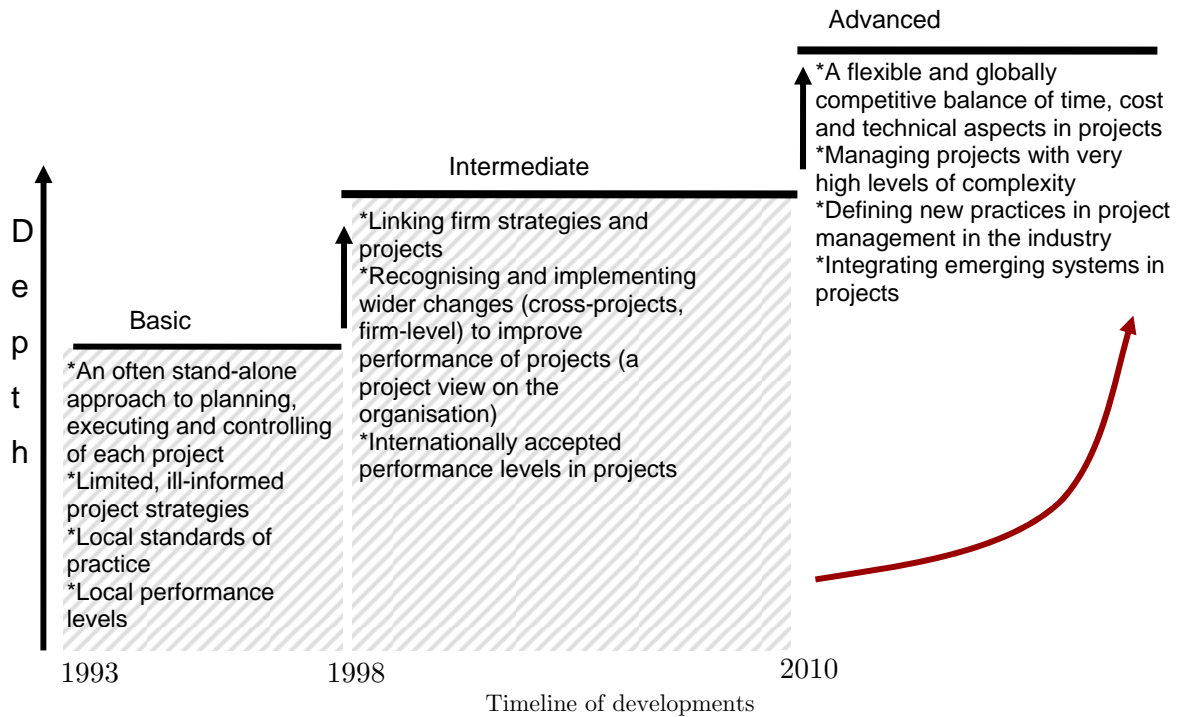 Advanced
*A flexible and globally
competitive balance of time, cost
and technical aspects in projects
*Managing projects with very
high levels of complexity
*Defining new practices in project
management in the industry
*Integrating emerging systems in
projects
Intermediate
*Linking firm strategies and
projects
*Recognising and implementing
wider changes (cross-projects,
firm-level) to improve
performance of projects (a
project view on the
organisation)
*Internationally accepted
performance levels in projects
D
e
p
t
h
Basic
*An often stand-alone
approach to planning,
executing and controlling
of each project
*Limited, ill-informed
project strategies
*Local standards of
practice
*Local performance
levels
1993
1998
2010
Timeline of developments